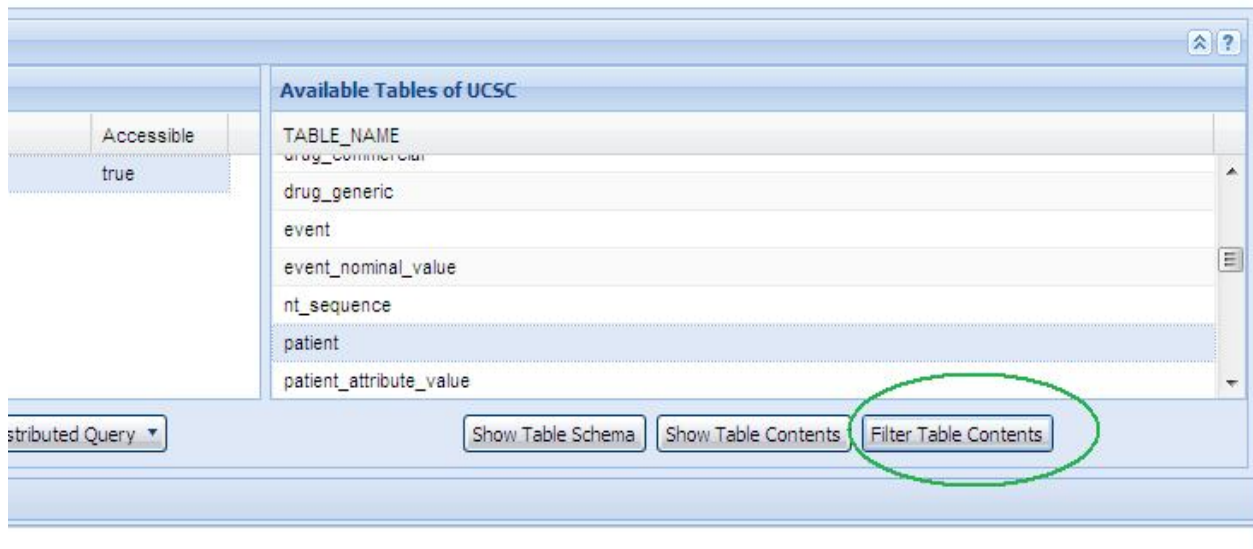 Available Tables of UCSC
Accessible
TABLE_NAME
drug_commercial
true
drug_generic
event
event_nominal_value
nt_sequence
patient
patient_attribute_value
stributed Query
Show Table Schema
Show Table Contents
Filter Table Contents
?